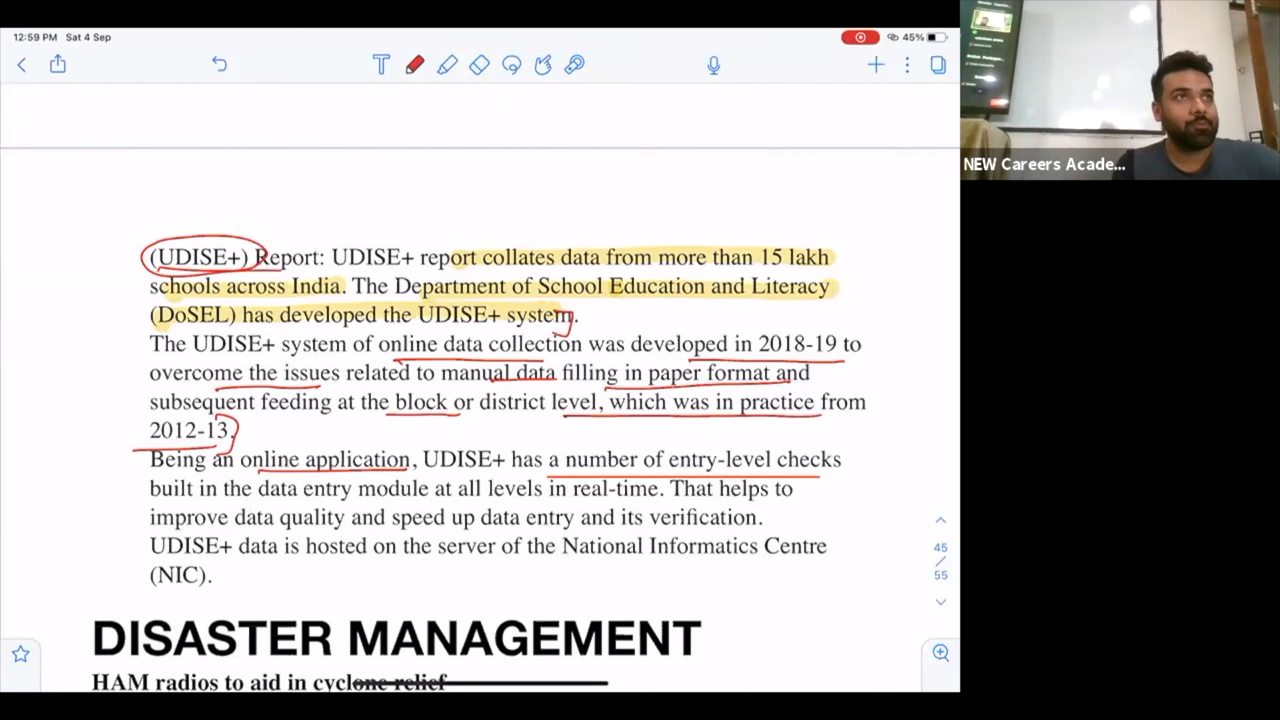 12:59 PM Sat 4 Sep
45%
NEW Careers Acade...
(UDISE+) Report: UDISE+ report collates data from more than 15 lakh
schools across India. The Department of School Education and Literacy
(DoSEL) has developed the UDISE+ system.
The UDISE+ system of online data collection was developed in 2018-19 to
overcome the issues related to manual data filling in paper format and
subsequent feeding at the block or district level, which was in practice from
2012-13.
Being an online application, UDISE+ has a number of entry-level checks
built in the data entry module at all levels in real-time. That helps to
improve data quality and speed up data entry and its verification.
UDISE+ data is hosted on the server of the National Informatics Centre
(NIC).
45
/
55
DISASTER MANAGEMENT
HAM radios to aid in cyclone relief